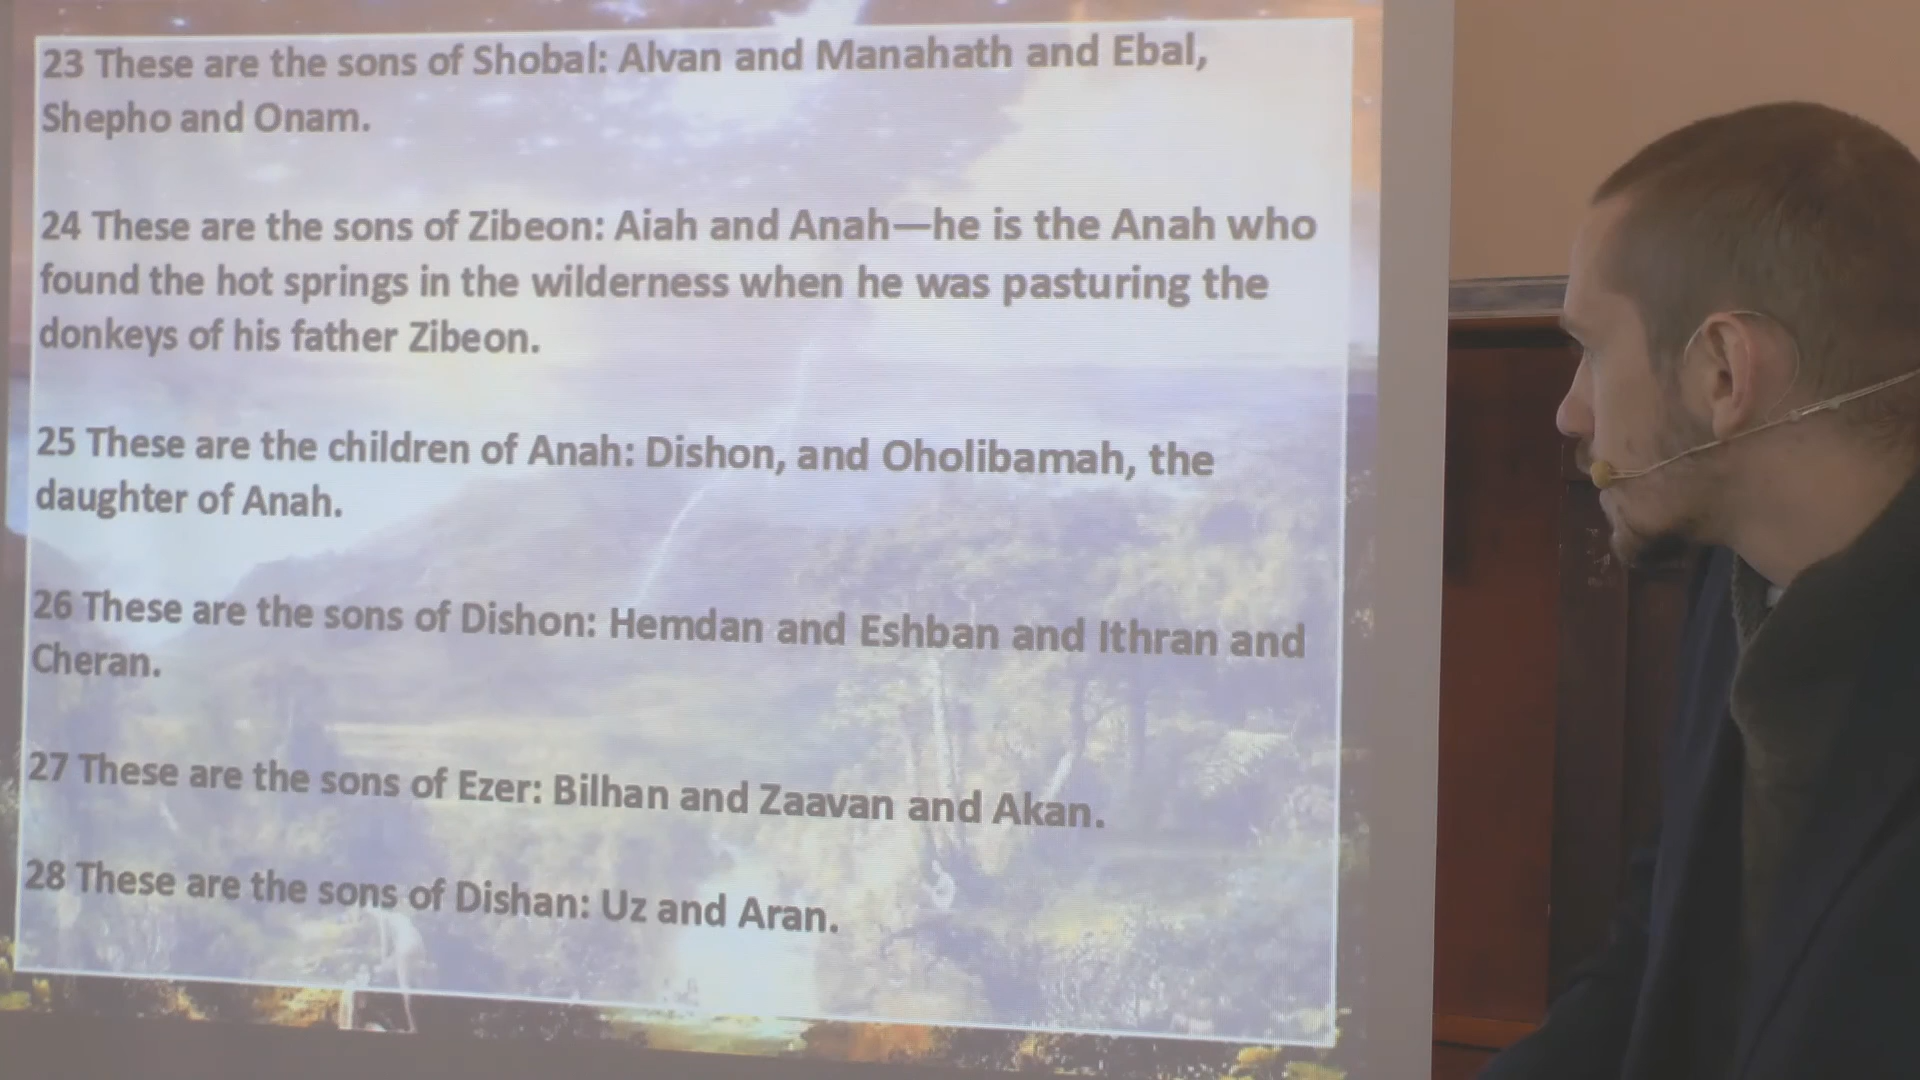 23 These are the sons of Shobal: Alvan and Manahath and Ebal,
Shepho and Onam.
24 These are the sons of Zibeon: Aiah and Anah—he is the Anah who
found the hot springs in the wilderness when he was pasturing the
donkeys of his father Zibeon.
25 These are the children of Anah: Dishon, and Oholibamah, the
daughter of Anah.
26 These are the sons of Dishon: Hemdan and Eshban and Ithran and
Cheran.
27 These are the sons of Ezer: Bilhan and Zaavan and Akan.
28 These are the sons of Dishan: Uz and Aran.